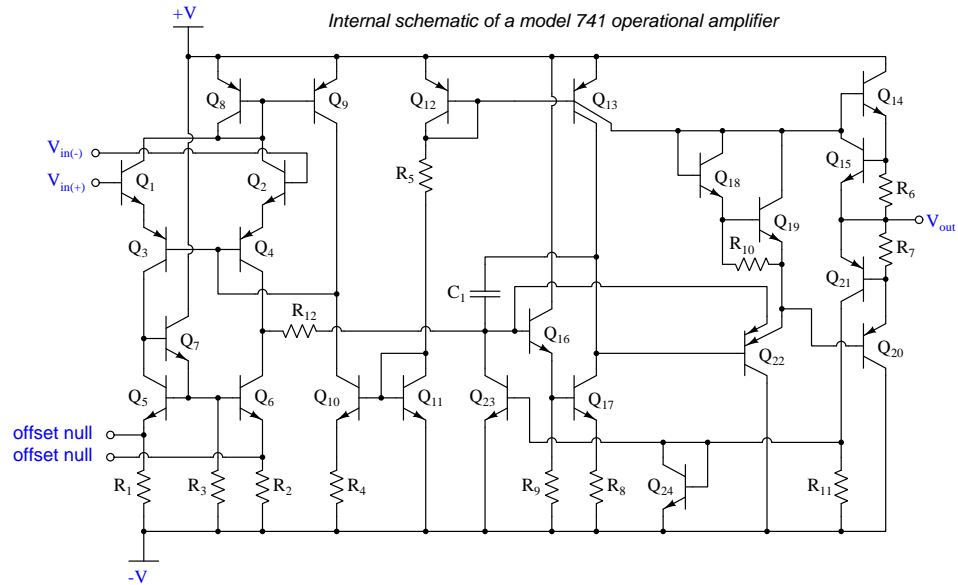 Internal schematic of a model 741 operational amplifier
+V
Q8
Q9
Q12
Q13
Q14
Vin(-)
Vin(+)
Q1
Q2
R5
Q15
Q18
R6
Q19
Vout
Q3
Q4
R10
R7
Q21
C1
R12
Q7
Q16
Q22
Q20
Q5
Q6
Q10
Q11
Q23
Q17
offset null
offset null
R1
R3
R2
R4
R9
R8
Q24
R11
-V